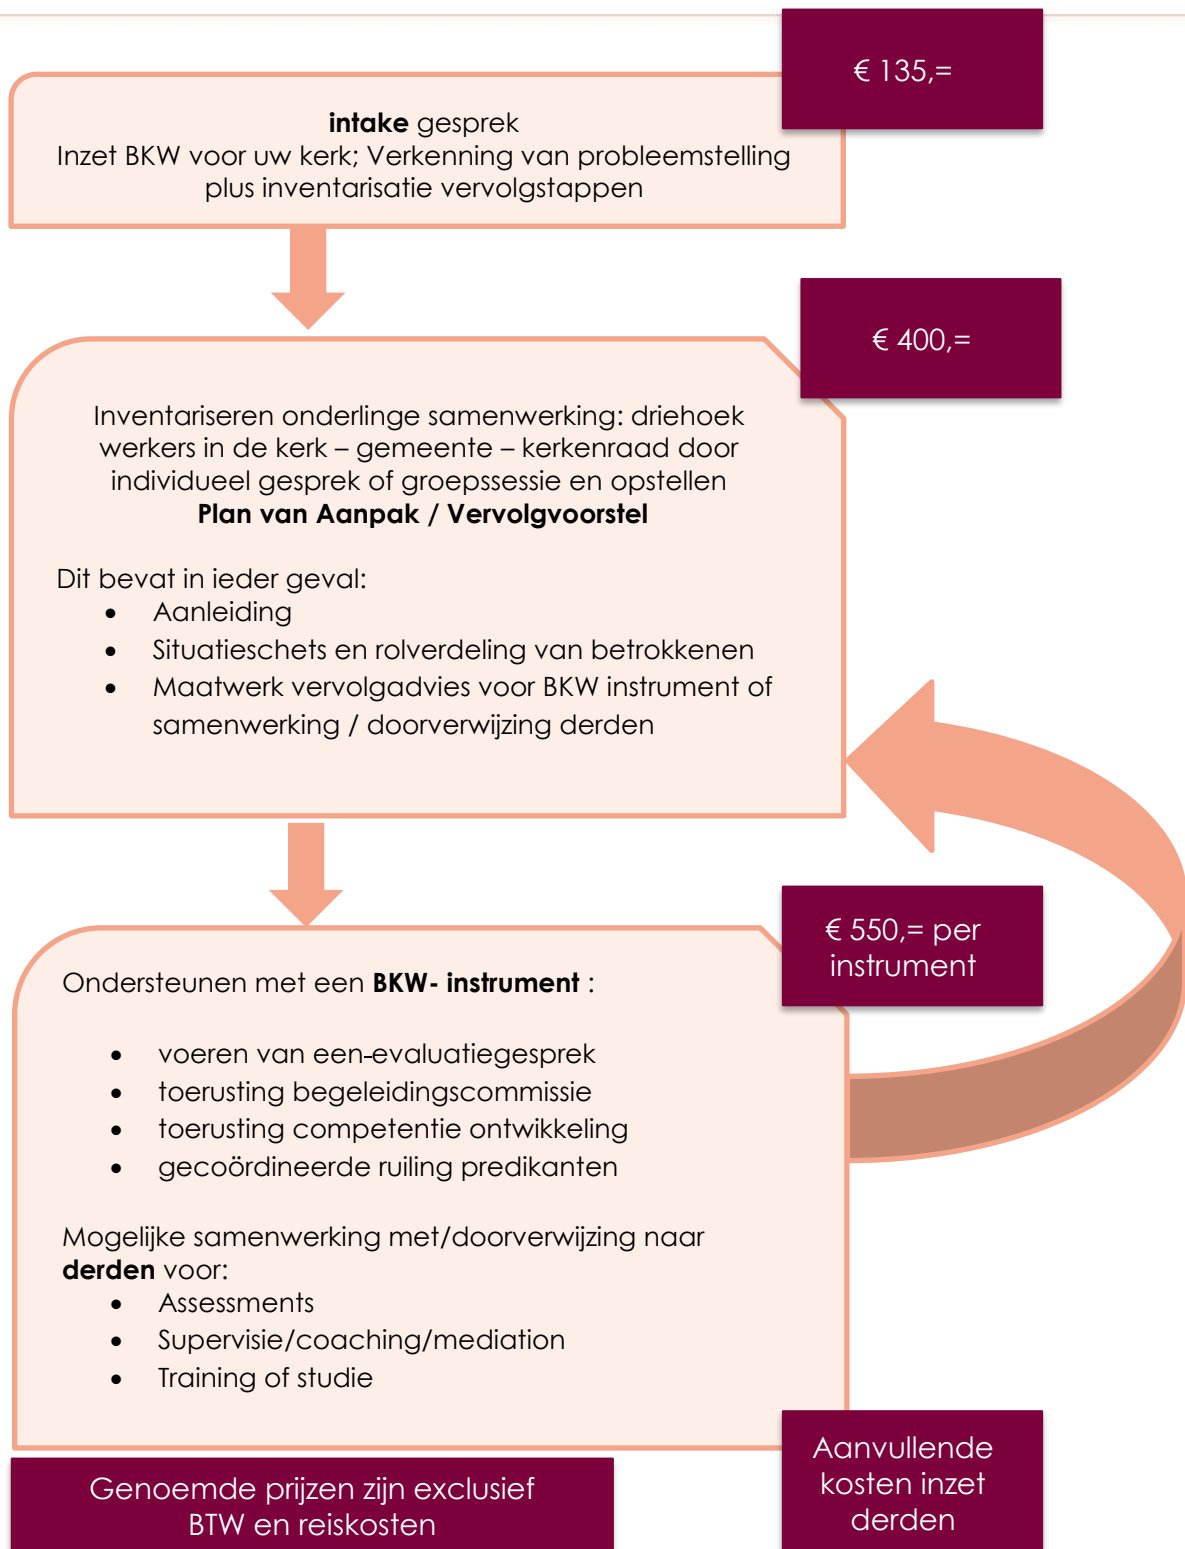 € 135,=
intake gesprek
Inzet BKW voor uw kerk; Verkenning van probleemstelling
plus inventarisatie vervolgstappen
€ 400,=
Inventariseren onderlinge samenwerking: driehoek
werkers in de kerk – gemeente – kerkenraad door
individueel gesprek of groepssessie en opstellen
Plan van Aanpak / Vervolgvoorstel
Dit bevat in ieder geval:
• Aanleiding
• Situatieschets en rolverdeling van betrokkenen
• Maatwerk vervolgadvies voor BKW instrument of
samenwerking / doorverwijzing derden
€ 550,= per
instrument
Ondersteunen met een BKW- instrument :
• voeren van een-evaluatiegesprek
• toerusting begeleidingscommissie
• toerusting competentie ontwikkeling
• gecoördineerde ruiling predikanten
Mogelijke samenwerking met/doorverwijzing naar
derden voor:
• Assessments
• Supervisie/coaching/mediation
• Training of studie
Aanvullende
kosten inzet
derden
Genoemde prijzen zijn exclusief
BTW en reiskosten